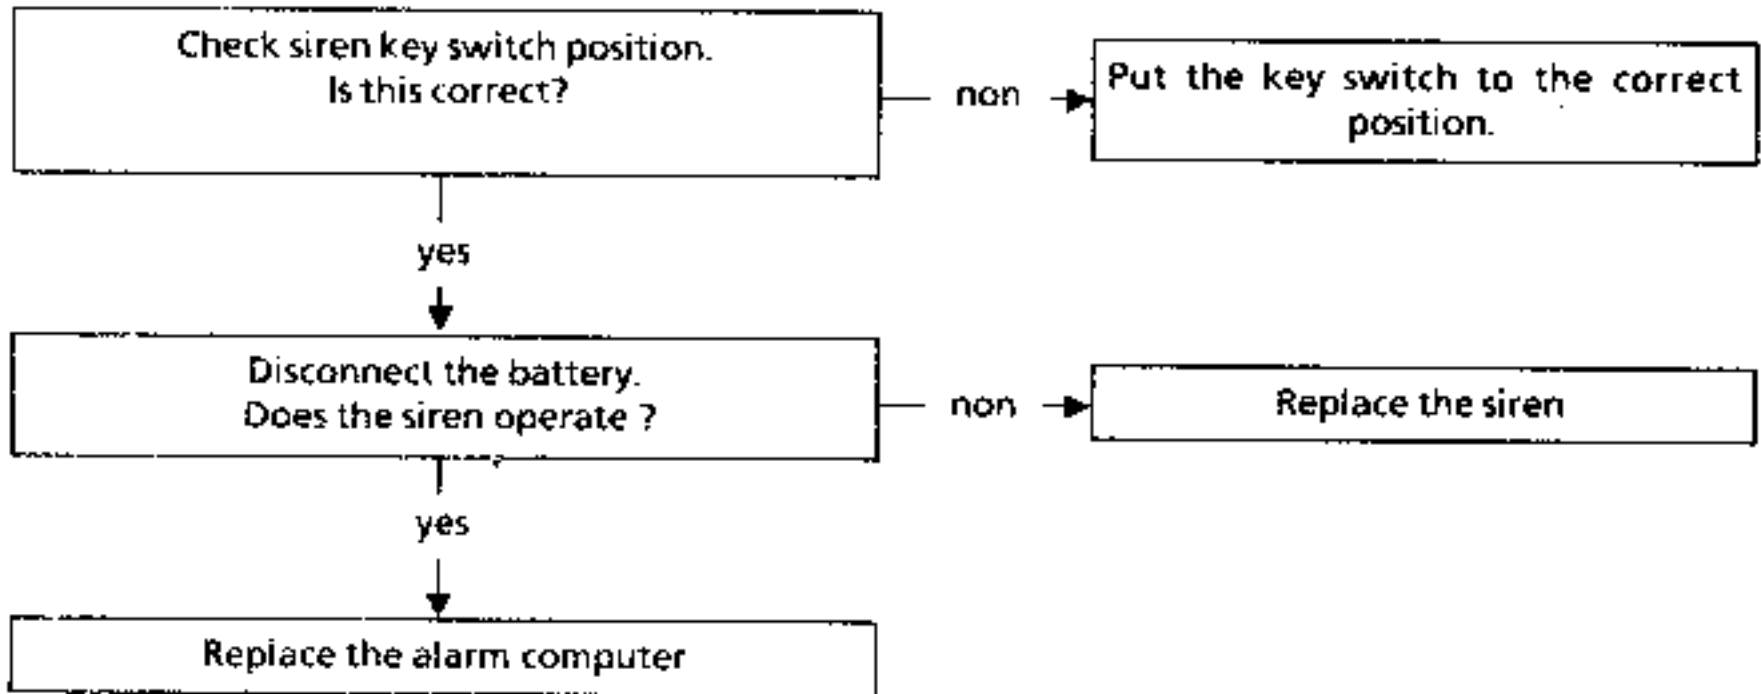 Check siren key switch position.
Is this correct?
non
Put the key switch to the correct
position.
yes
Disconnect the battery.
Does the siren operate ?
non
Replace the siren
yes
Replace the alarm computer